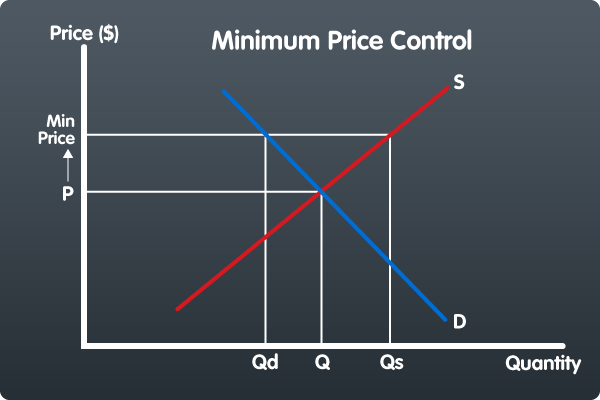 Price ($)
Minimum Price Control
S
Min
Price
P
D
Qd
Q
Qs
Quantity